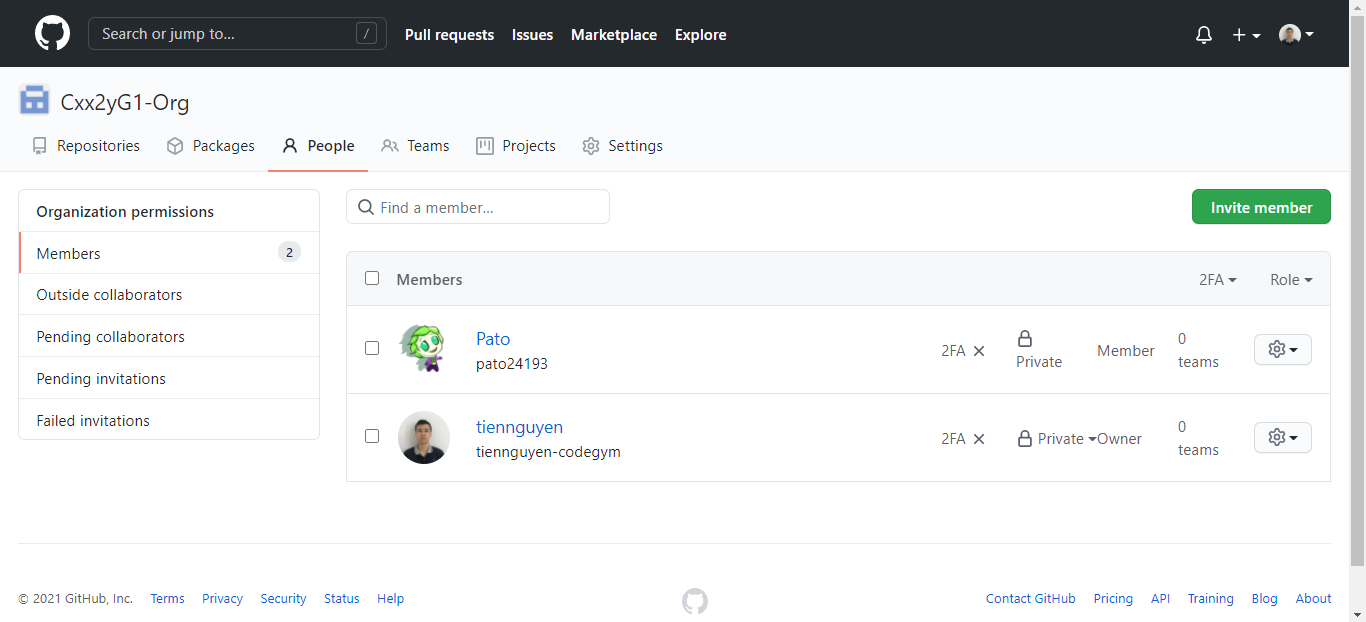 Search or jump to... /
Pull requests Issues Marketplace Explore
Cxx2yG1-Org
Repositories Packages People Teams Projects Settings
Organization permissions
Members 2
Outside collaborators
Pending collaborators
Pending invitations
Failed invitations
Find a member...
Invite member
Members 2FA Role
Pato
pato24193
2FA Private Member 0 teams
tiennguyen
tiennguyen-codegym
2FA Private Owner 0 teams
© 2021 GitHub, Inc. Terms Privacy Security Status Help Contact GitHub Pricing API Training Blog About